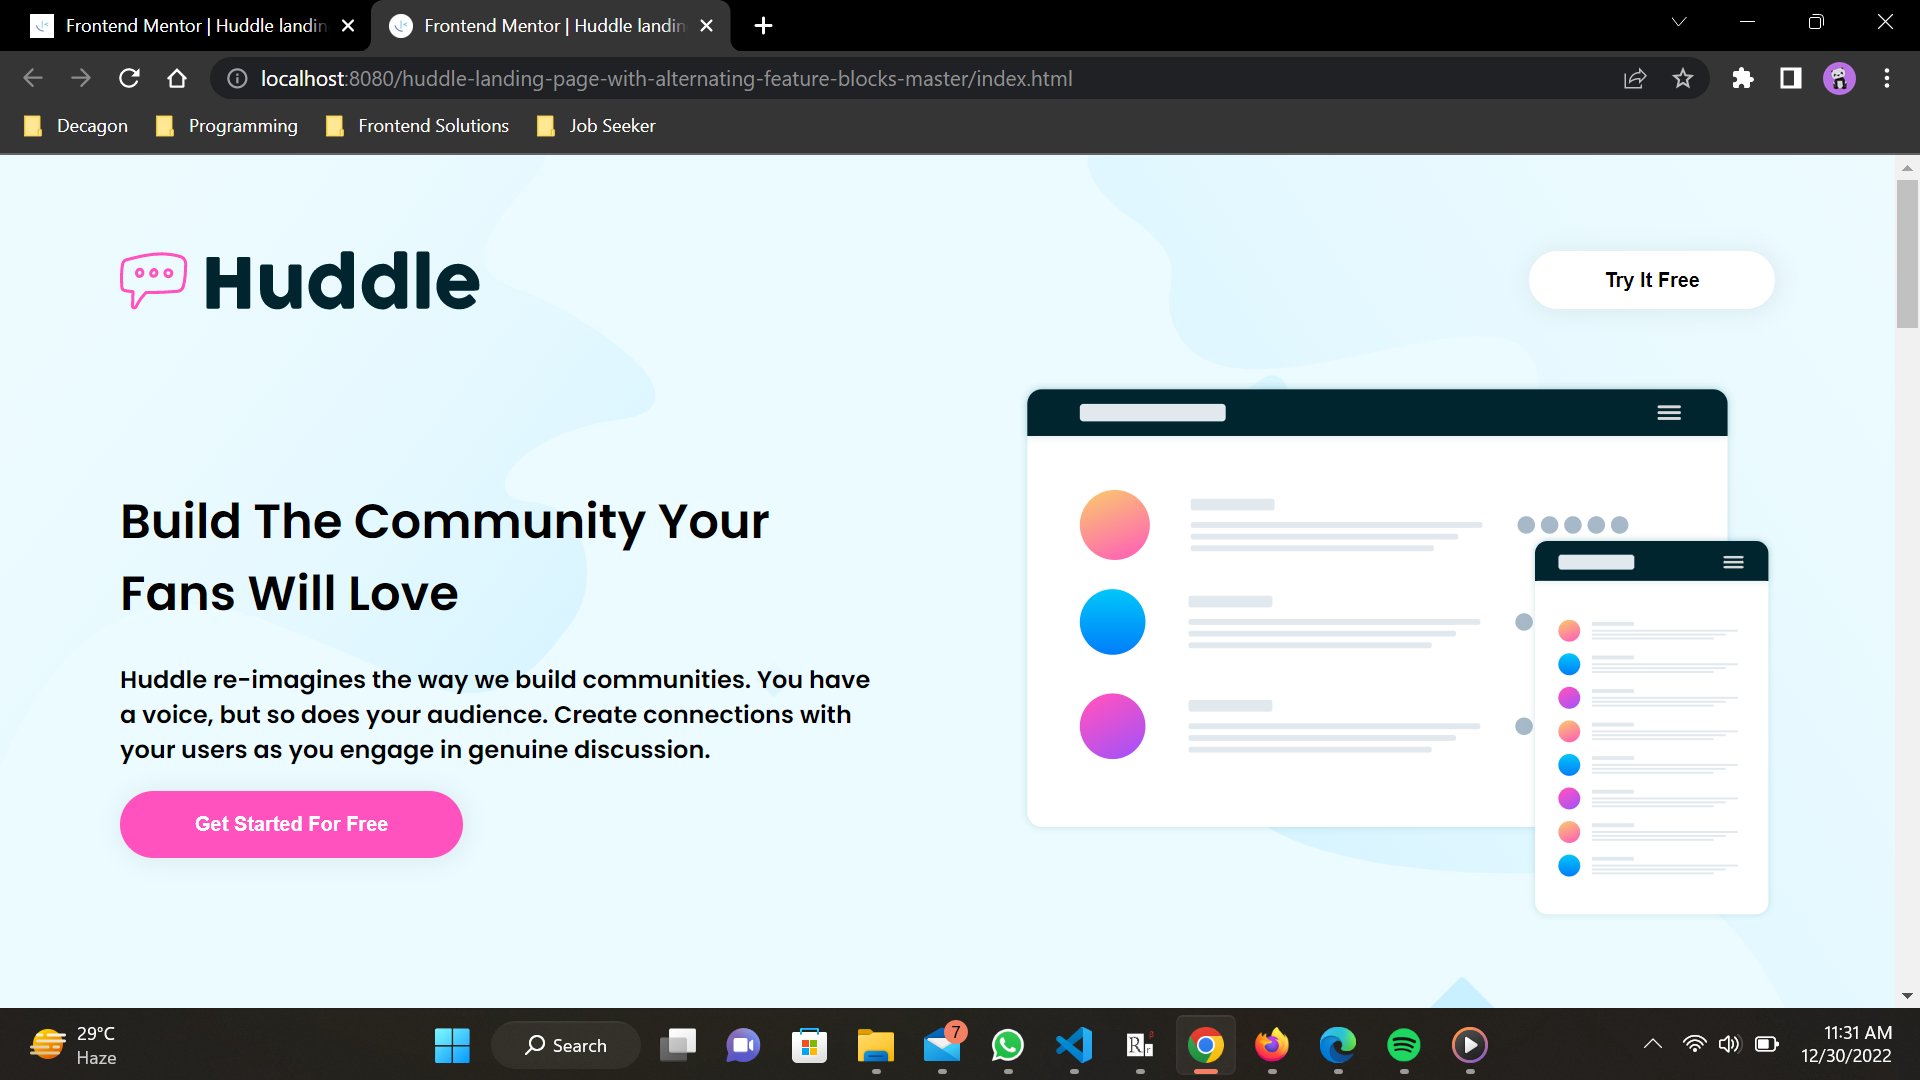 Frontend Mentor | Huddle landin
Frontend Mentor | Huddle landin
localhost:8080/huddle-landing-page-with-alternating-feature-blocks-master/index.html
Decagon
Programming
Frontend Solutions
Job Seeker
Huddle
Try It Free
Build The Community Your
Fans Will Love
Huddle re-imagines the way we build communities. You have
a voice, but so does your audience. Create connections with
your users as you engage in genuine discussion.
Get Started For Free
29°C
Haze
Search
7
Rr
11:31 AM
12/30/2022